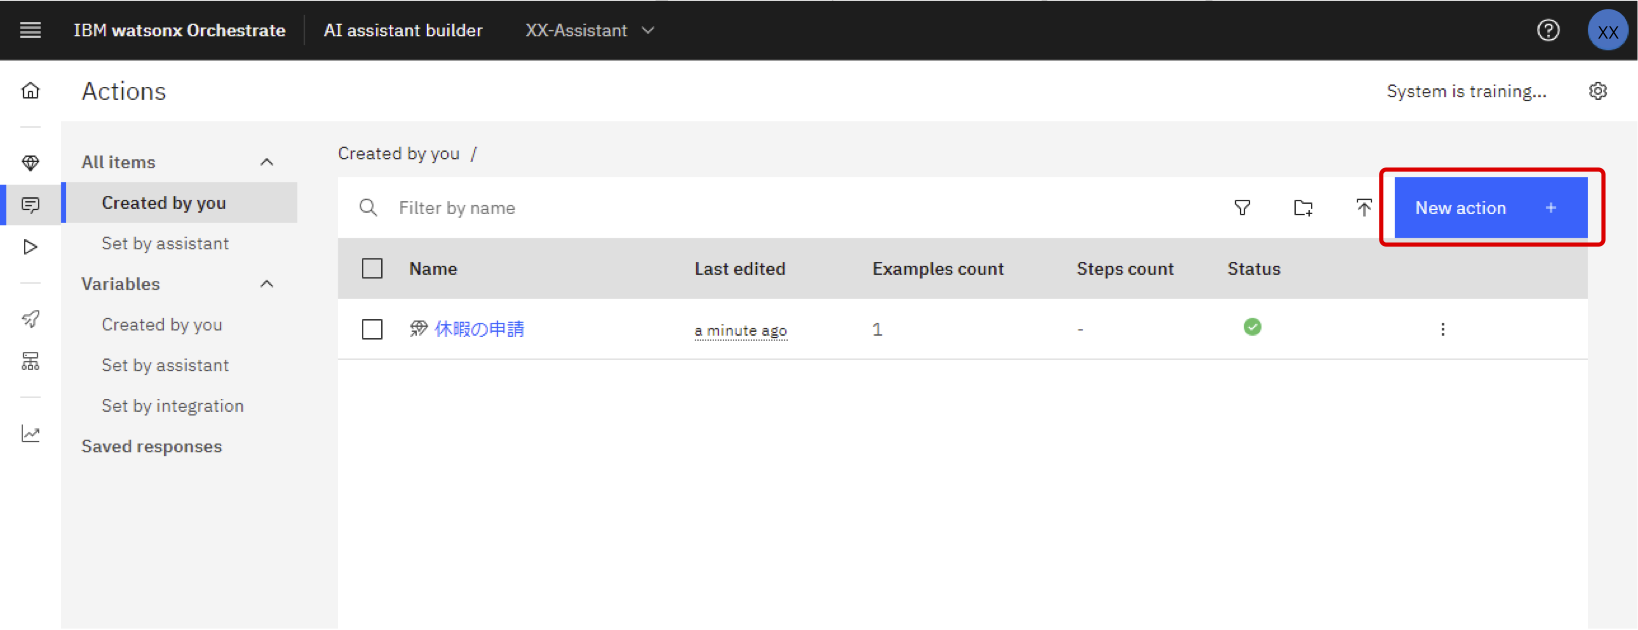 IBM watsonx Orchestrate AI assistant builder XX-Assistant XX
Actions
System is training...
All items
Created by you
Set by assistant
Variables
Created by you
Set by assistant
Set by integration
Saved responses
Created by you /
Filter by name
New action +
Name Last edited Examples count Steps count Status
休暇の申請 a minute ago 1 -